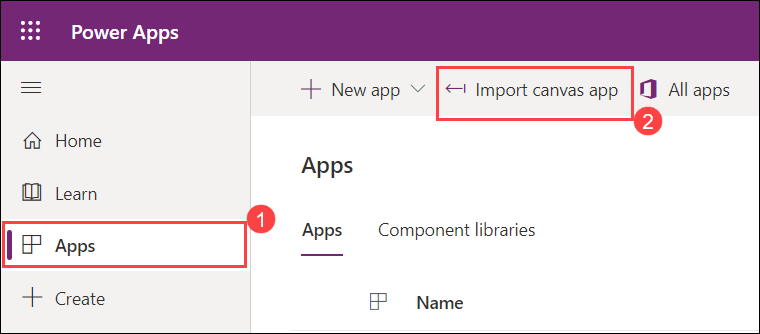 Power Apps
New app
Import canvas app
All apps
2
Home
Learn
1
Apps
Create
Apps
Apps
Component libraries
Name